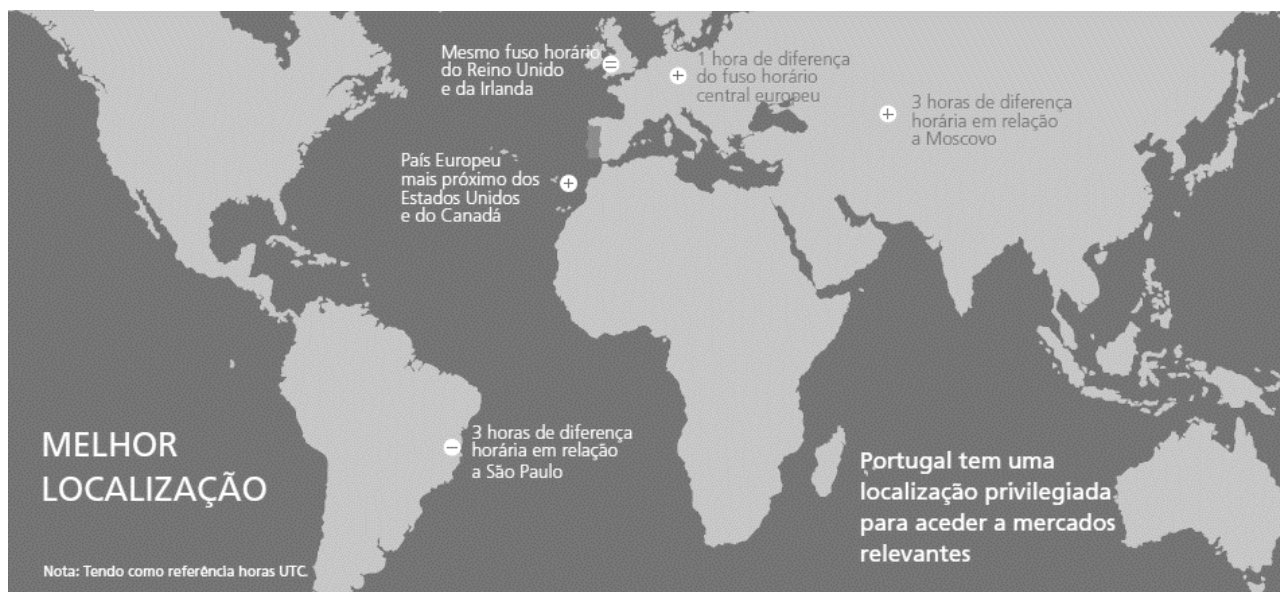 Mesmo fuso horário
do Reino Unido
e da Irlanda
1 hora de diferença
do fuso horário
central europeu
3 horas de diferença
horária em relação
a Moscovo
País Europeu
mais próximo dos
Estados Unidos
e do Canadá
3 horas de diferença
horária em relação
a São Paulo
MELHOR
LOCALIZAÇÃO
Portugal tem uma
localização privilegiada
para aceder a mercados
relevantes
Nota: Tendo como referência horas UTC.